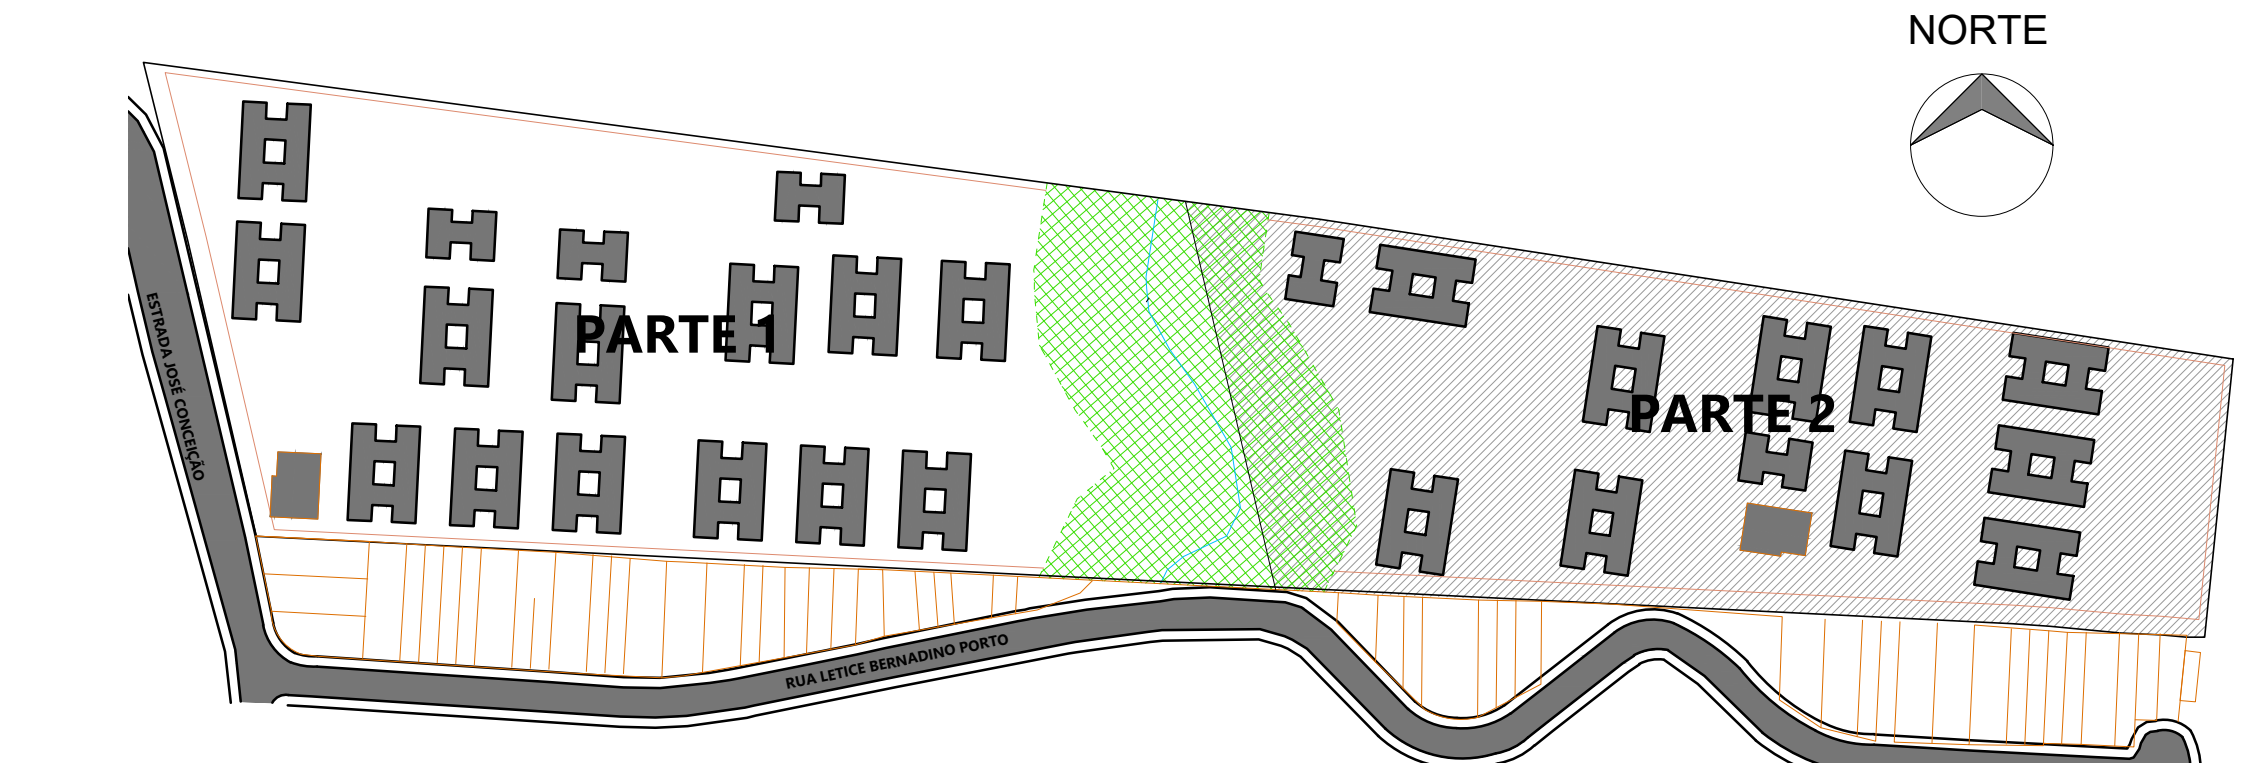 NORTE
PARTE 1
PARTE 2
ESTRADA JOSÉ CONCEIÇÃO
RUA LETICE BERNADINO PORTO